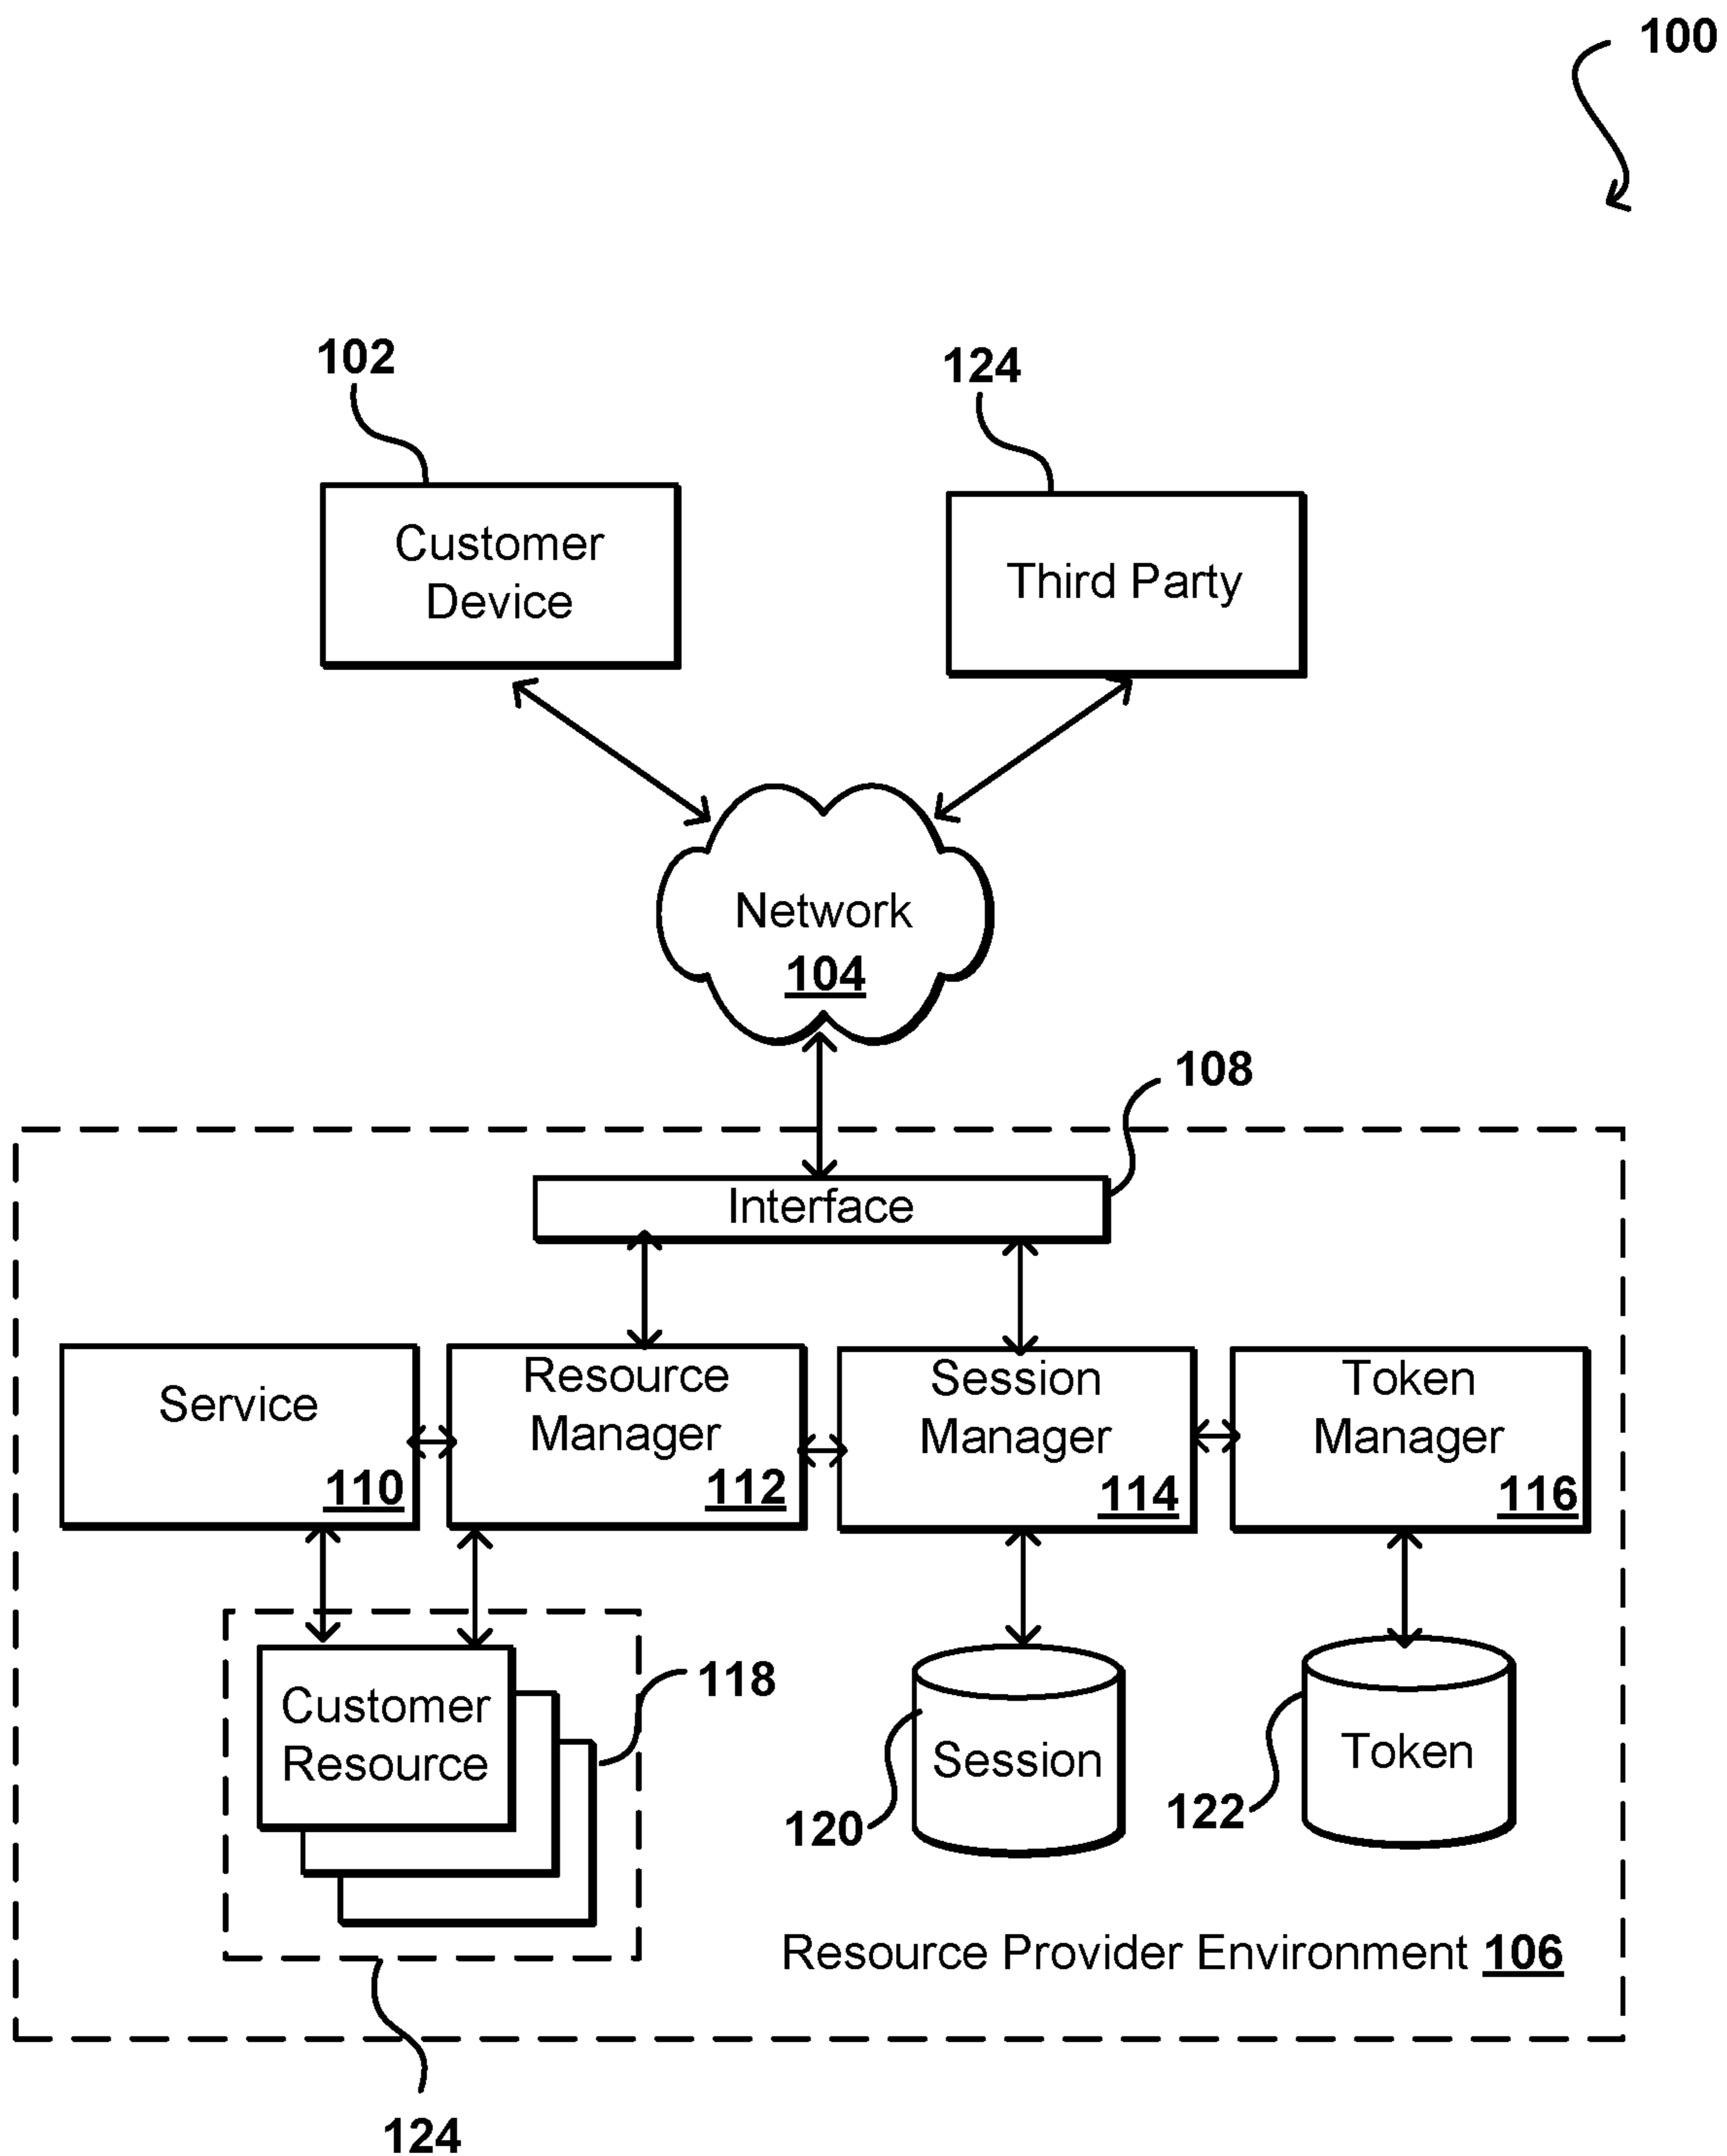 100
102
124
Customer
Device
Third Party
Network
104
108
Interface
Service
110
Resource
Manager
112
Session
Manager
114
Token
Manager
116
Customer
Resource
118
Session
120
Token
122
Resource Provider Environment 106
124